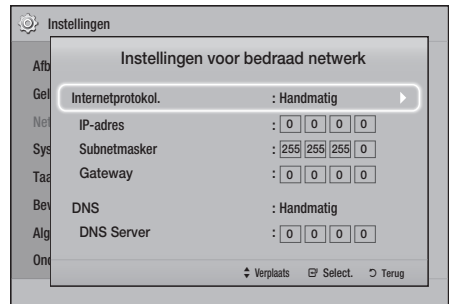 Instellingen
Instellingen voor bedraad netwerk
Afb
Gel
Net
Sys
Taa
Bev
Alg
Ond
Internetprotokol. : Handmatig
IP-adres : 0 0 0 0
Subnetmasker : 255 255 255 0
Gateway : 0 0 0 0
DNS : Handmatig
DNS Server : 0 0 0 0
Verplaats Select. Terug